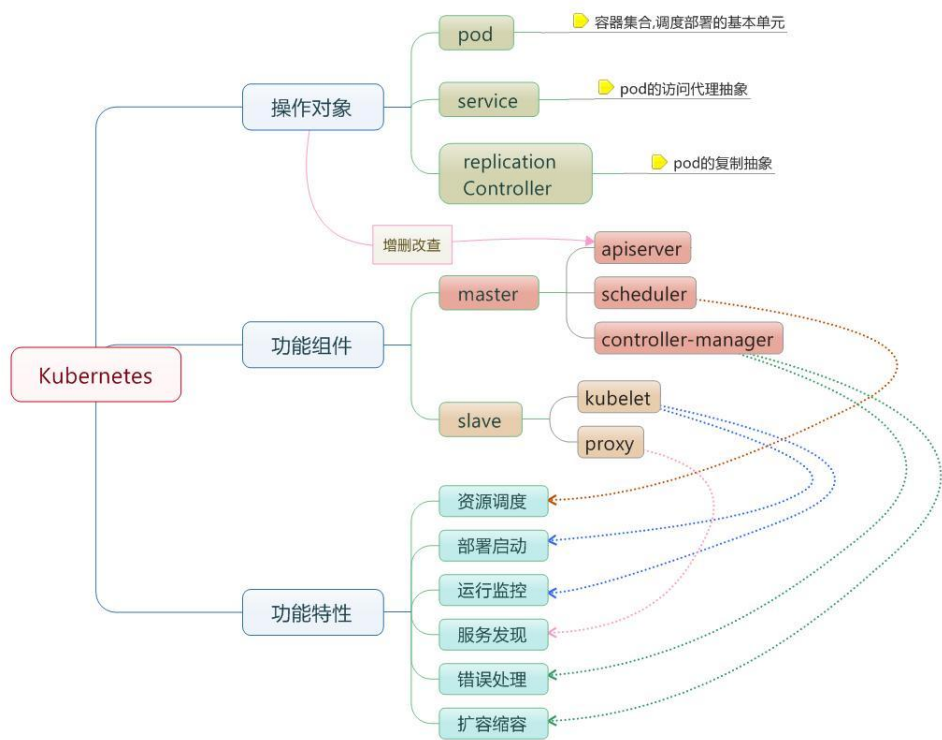 pod
容器集合,调度部署的基本单元
操作对象
service
pod的访问代理抽象
replication
Controller
pod的复制抽象
增删改查
apiserver
master
scheduler
功能组件
controller-manager
Kubernetes
kubelet
slave
proxy
资源调度
部署启动
运行监控
功能特性
服务发现
错误处理
扩容缩容